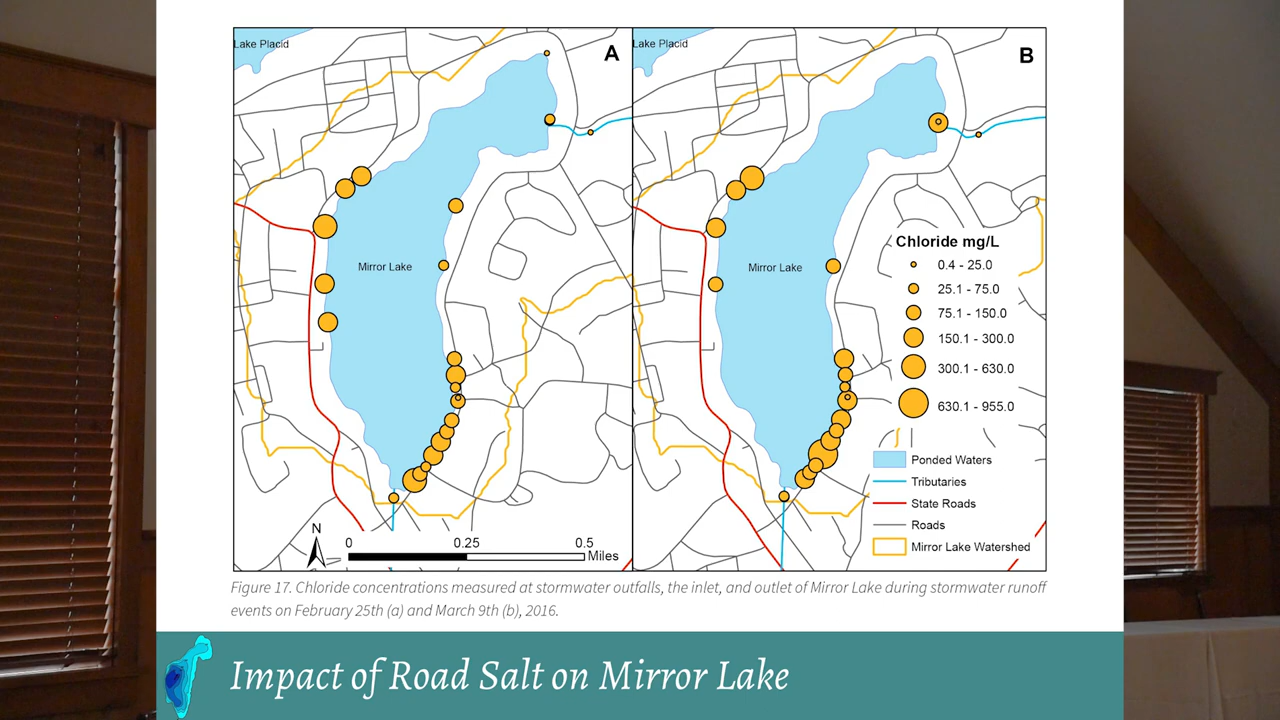 Lake Placid
A
Mirror Lake
N
0
0.25
0.5
Miles
Lake Placid
B
Mirror Lake
Chloride mg/L
0.4 - 25.0
25.1 - 75.0
75.1 - 150.0
150.1 - 300.0
300.1 - 630.0
630.1 - 955.0
Ponded Waters
Tributaries
State Roads
Roads
Mirror Lake Watershed
Figure 17. Chloride concentrations measured at stormwater outfalls, the inlet, and outlet of Mirror Lake during stormwater runoff
events on February 25th (a) and March 9th (b), 2016.
Impact of Road Salt on Mirror Lake